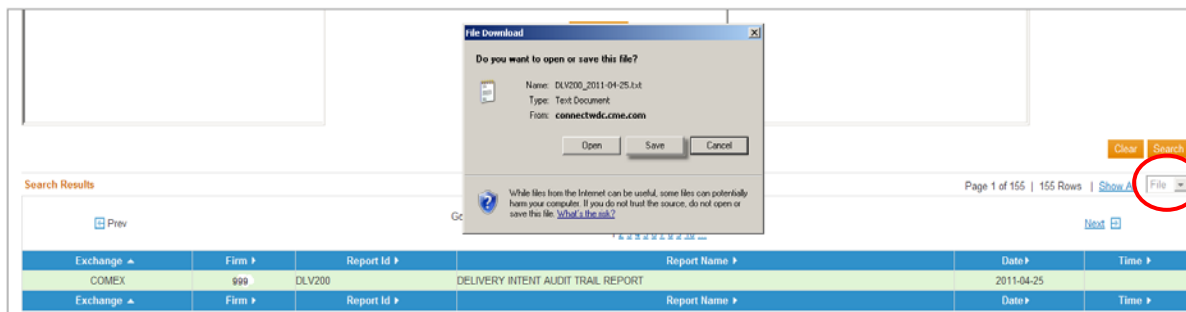 File Download
Do you want to open or save this file?
Name: DLV200_2011-04-25.txt
Type: Text Document
From: connectwdc.cme.com
Open Save Cancel
While files from the Internet can be useful, some files can potentially
harm your computer. If you do not trust the source, do not open or
save this file. What's the risk?
Clear Search
Search Results
Page 1 of 155 | 155 Rows | Show A File
Prev
Next
Exchange Firm Report Id Report Name Date Time
COMEX 999 DLV200 DELIVERY INTENT AUDIT TRAIL REPORT 2011-04-25
Exchange Firm Report Id Report Name Date Time